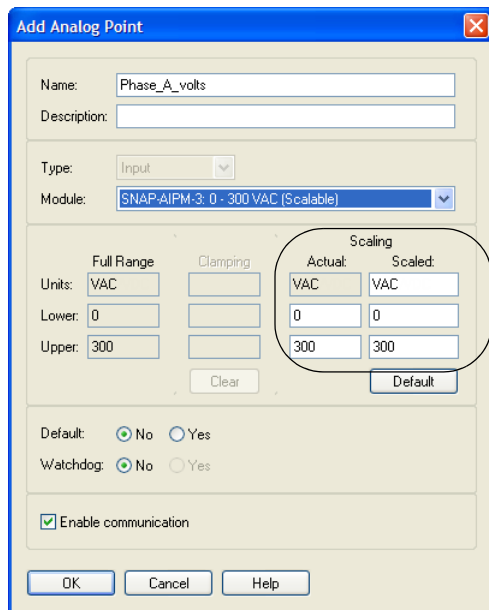 Add Analog Point
Name: Phase_A_volts
Description:
Type: Input
Module: SNAP-AIPM-3: 0 - 300 VAC (Scalable)
Scaling
Full Range Clamping Actual: Scaled:
Units: VAC VAC VAC
Lower: 0 0 0
Upper: 300 300 300
Clear Default
Default: No Yes
Watchdog: No Yes
Enable communication
OK Cancel Help